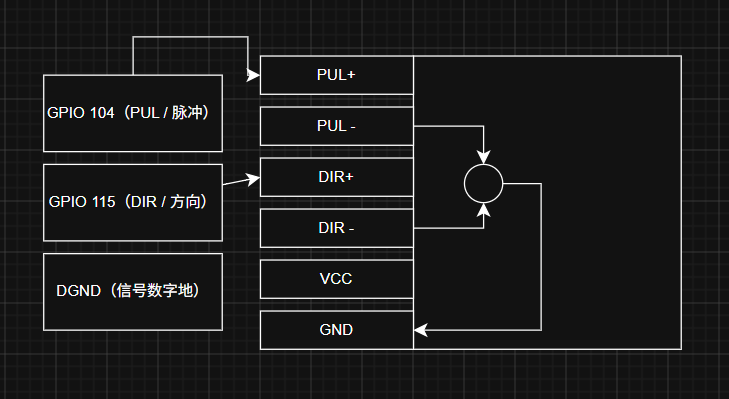 GPIO 104（PUL / 脉冲）
GPIO 115（DIR / 方向）
DGND（信号数字地）
PUL+
PUL -
DIR+
DIR -
VCC
GND